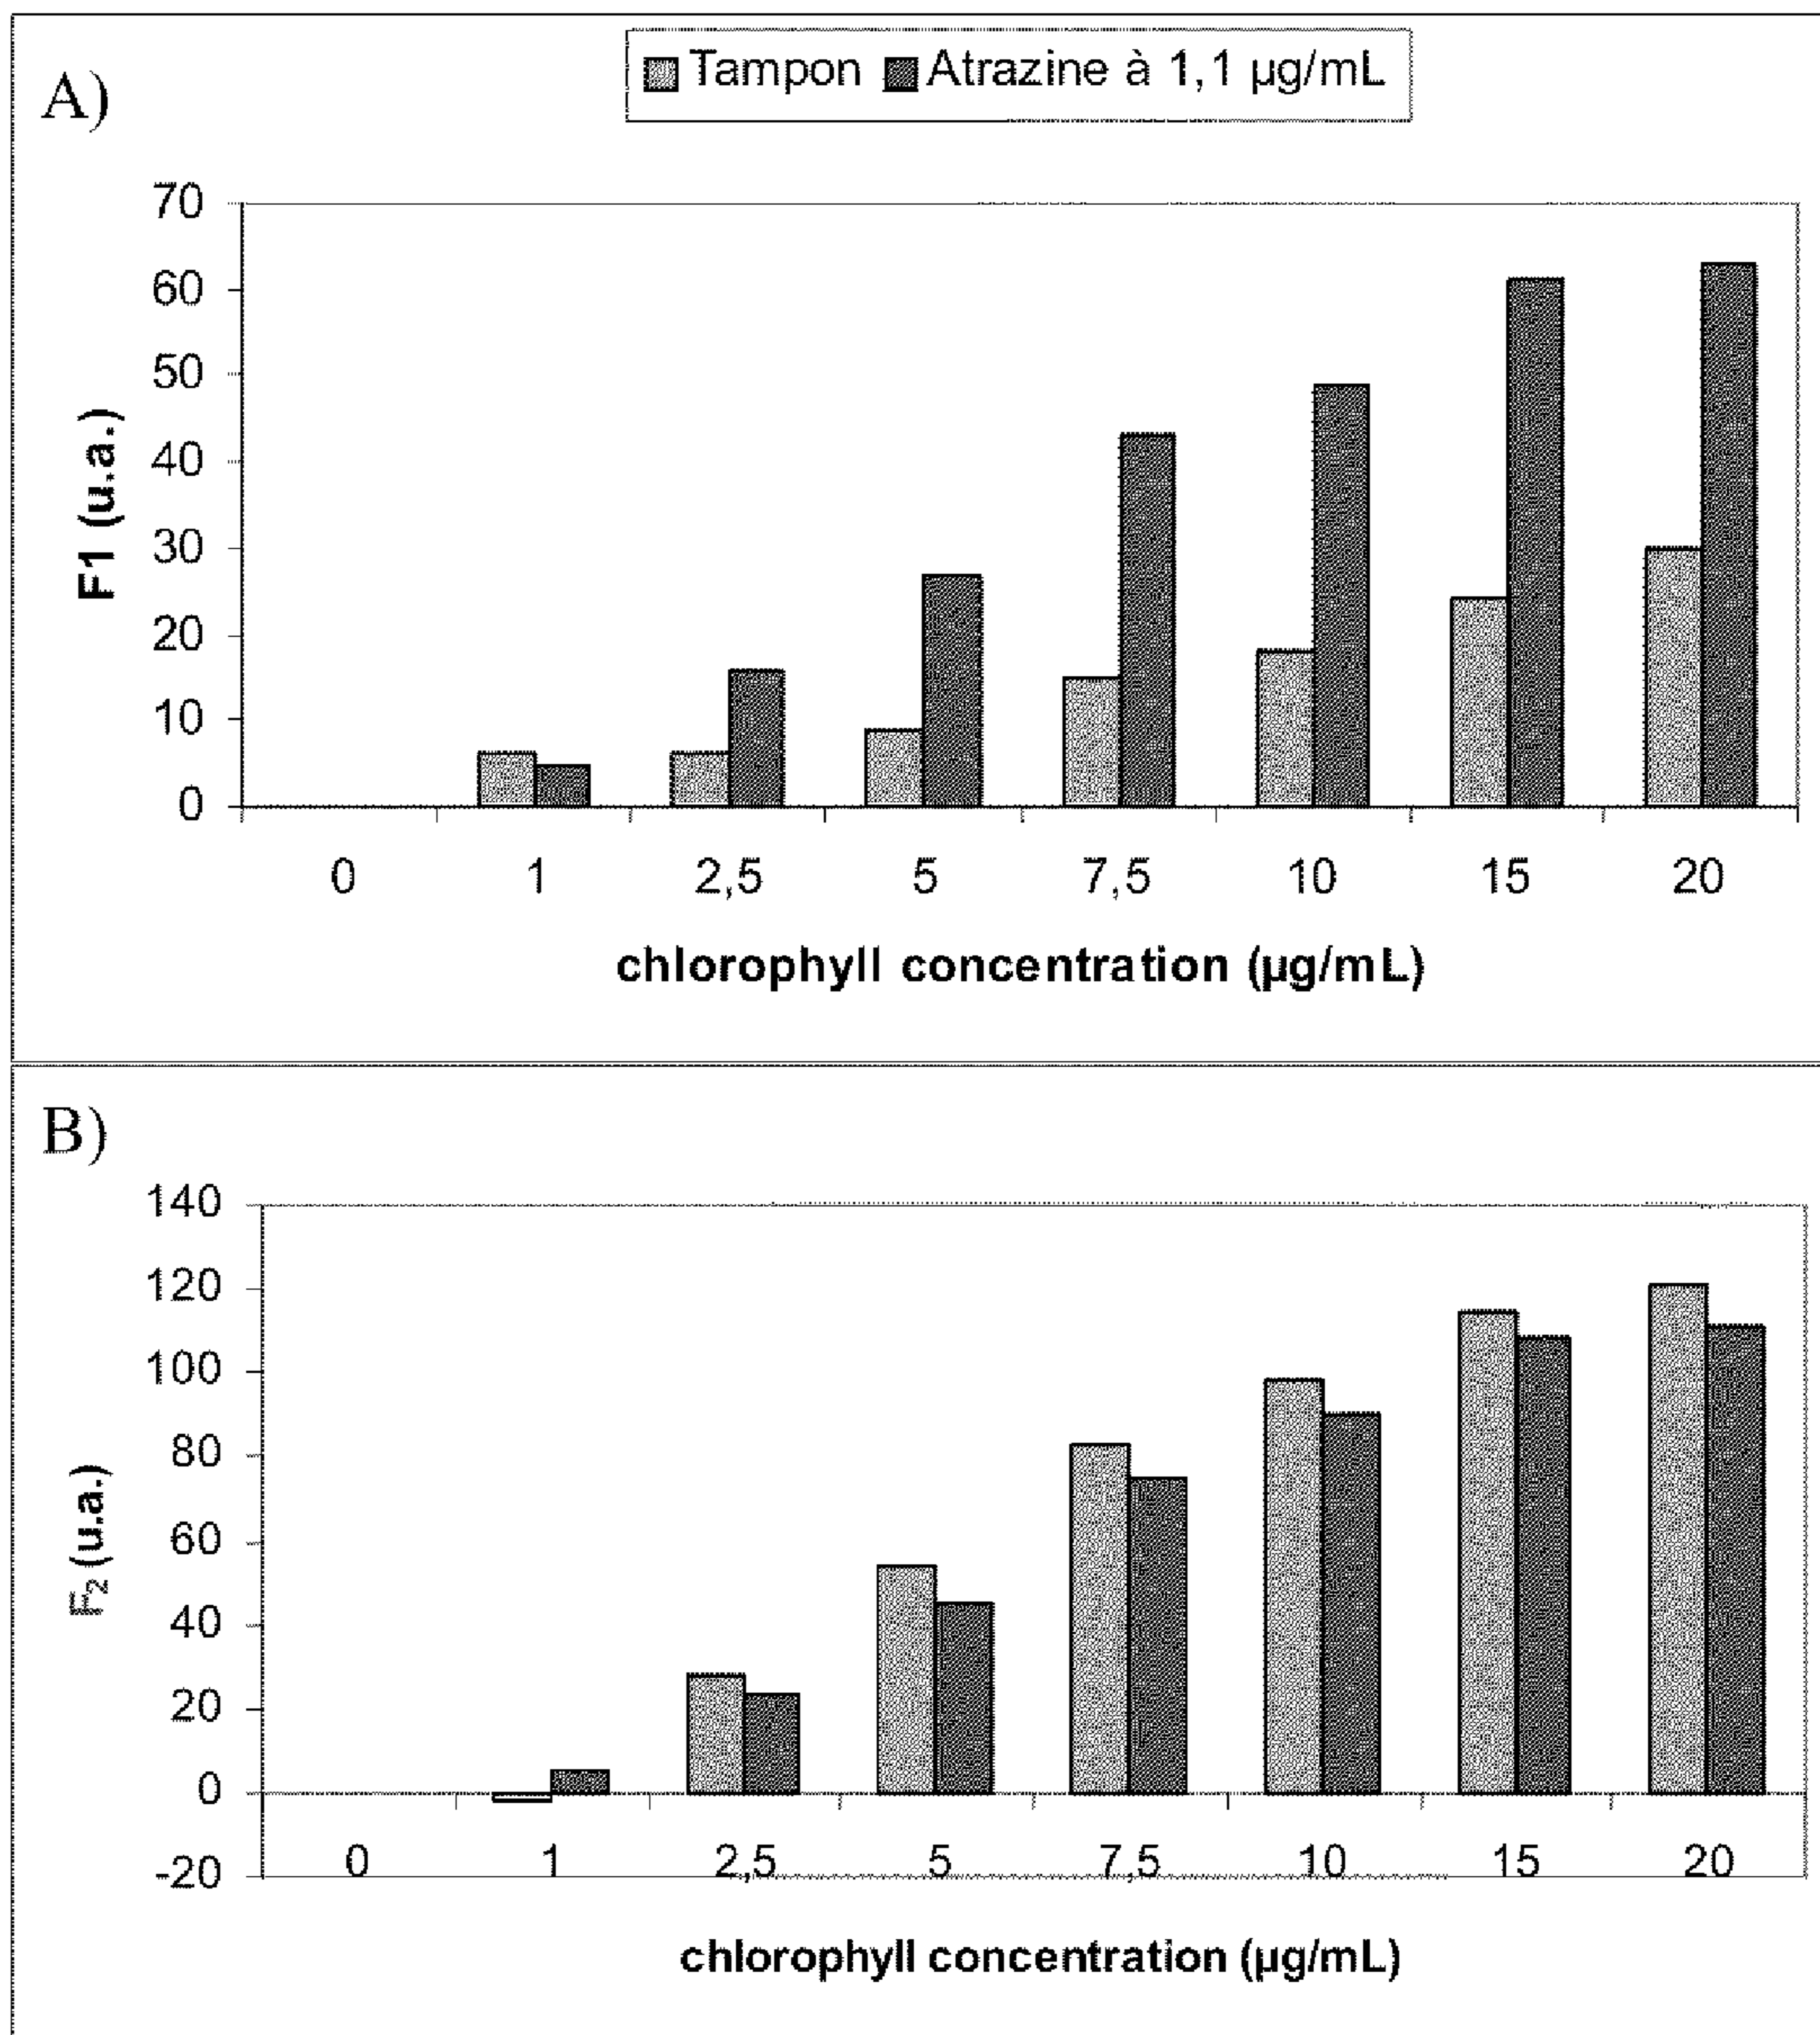 A)
Tampon Atrazine à 1,1 µg/mL
70
60
50
40
30
20
10
0
F1 (u.a.)
0 1 2,5 5 7,5 10 15 20
chlorophyll concentration (µg/mL)
B)
140
120
100
80
60
40
20
0
-20
F₂ (u.a.)
0 1 2,5 5 7,5 10 15 20
chlorophyll concentration (µg/mL)